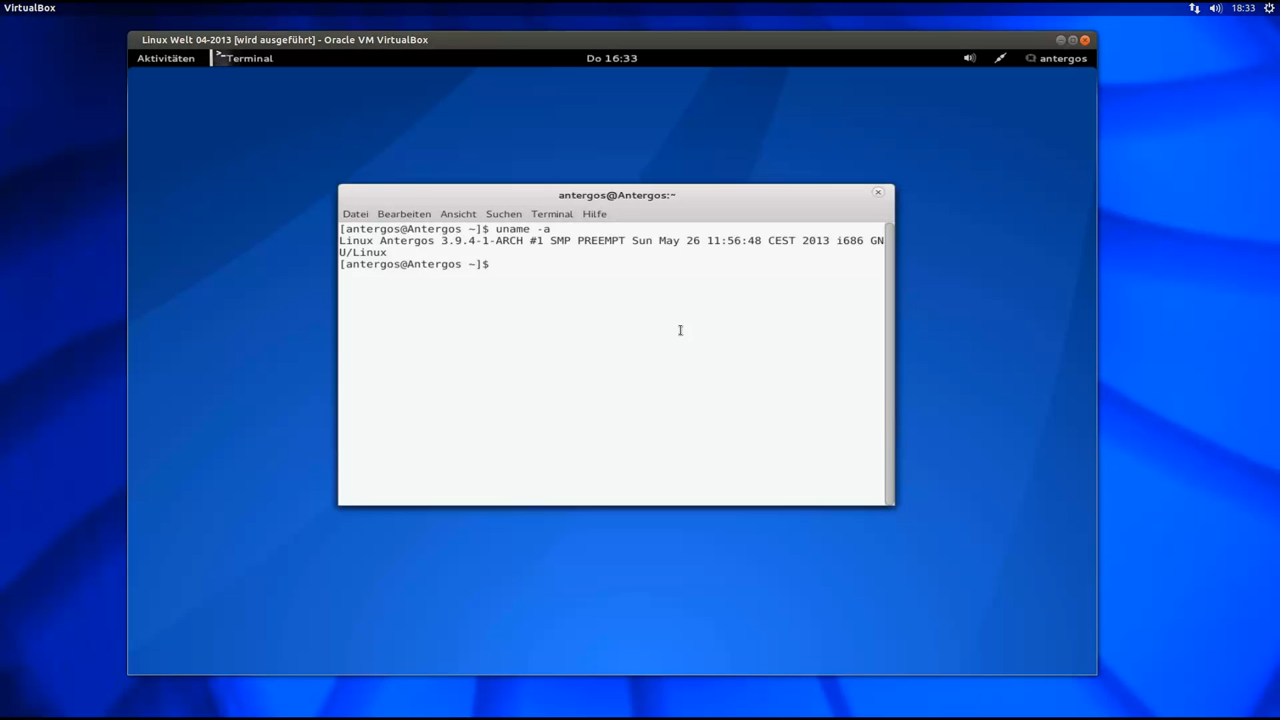 VirtualBox
18:33
Linux Welt 04-2013 [wird ausgeführt] - Oracle VM VirtualBox
Aktivitäten
Terminal
Do 16:33
antergos
antergos@Antergos:~
Datei Bearbeiten Ansicht Suchen Terminal Hilfe
[antergos@Antergos ~]$ uname -a
Linux Antergos 3.9.4-1-ARCH #1 SMP PREEMPT Sun May 26 11:56:48 CEST 2013 i686 GN
U/Linux
[antergos@Antergos ~]$